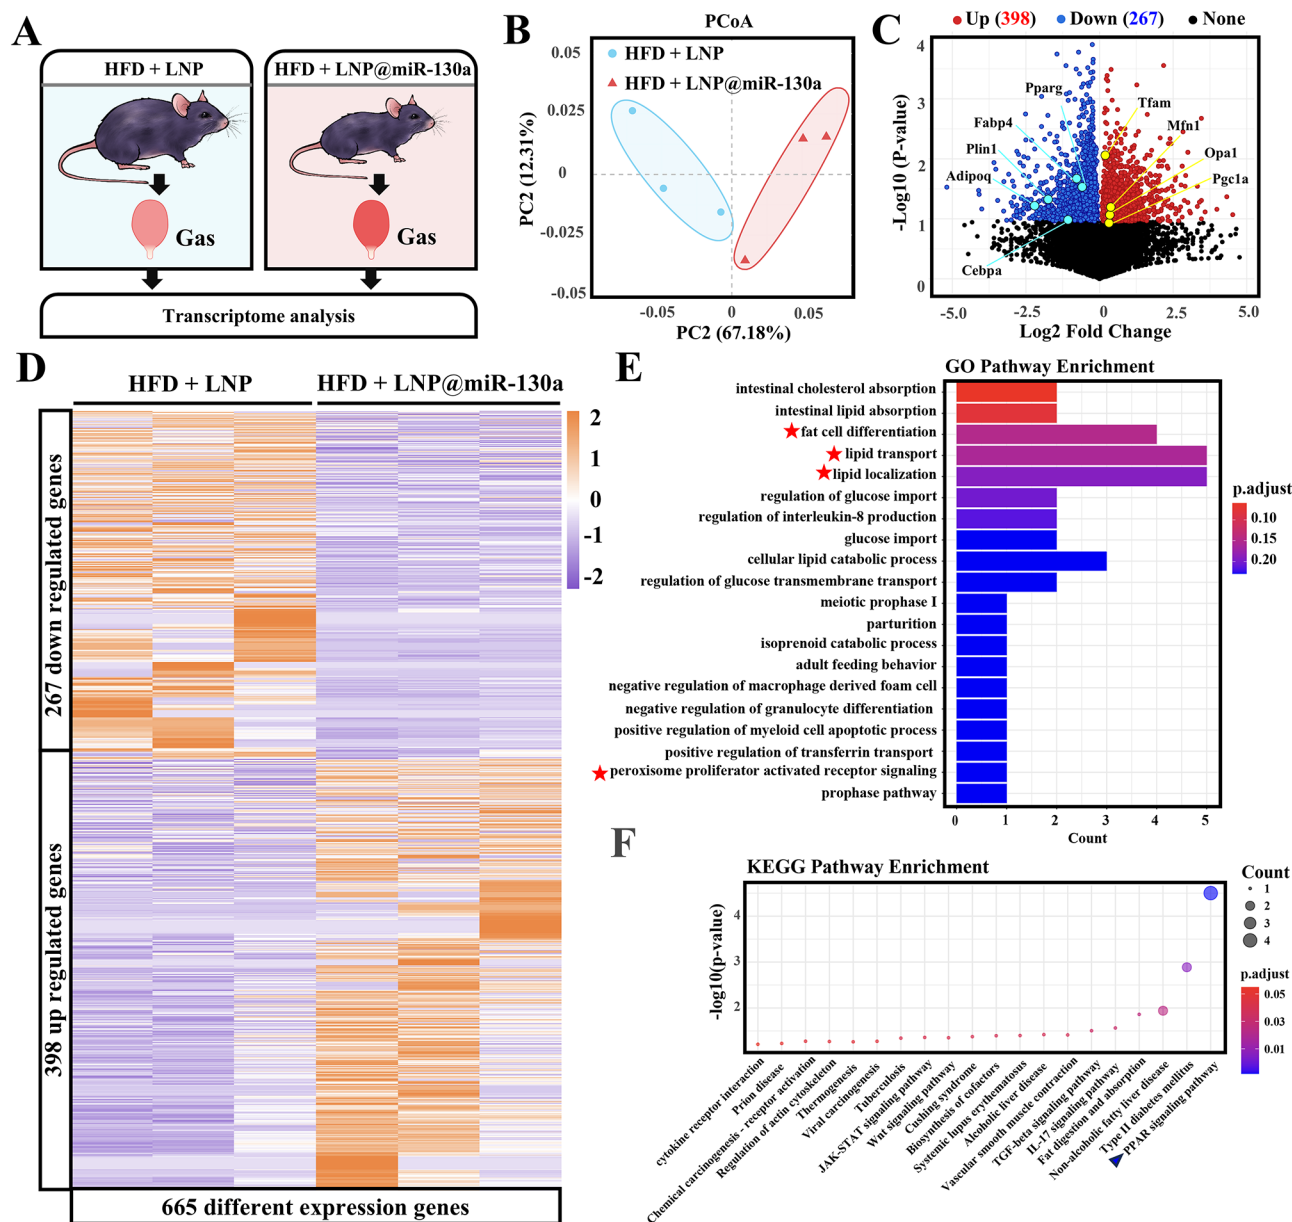 A
HFD + LNP
HFD + LNP@miR-130a
Gas
Gas
Transcriptome analysis
B
PCoA
HFD + LNP
HFD + LNP@miR-130a
0.05
0.025
0
-0.025
-0.05
PC2 (12.31%)
-0.05
0
0.05
PC2 (67.18%)
C
Up (398)
Down (267)
None
4
3
2
1
0
-Log10 (P-value)
Pparg
Fabp4
Plin1
Adipoq
Cebpa
Tfam
Mfn1
Opa1
Pgc1a
-5.0
-2.5
0
2.5
5.0
Log2 Fold Change
D
HFD + LNP
HFD + LNP@miR-130a
267 down regulated genes
398 up regulated genes
2
1
0
-1
-2
665 different expression genes
E
GO Pathway Enrichment
intestinal cholesterol absorption
intestinal lipid absorption
fat cell differentiation
lipid transport
lipid localization
regulation of glucose import
regulation of interleukin-8 production
glucose import
cellular lipid catabolic process
regulation of glucose transmembrane transport
meiotic prophase I
parturition
isoprenoid catabolic process
adult feeding behavior
negative regulation of macrophage derived foam cell
negative regulation of granulocyte differentiation
positive regulation of myeloid cell apoptotic process
positive regulation of transferrin transport
peroxisome proliferator activated receptor signaling
prophase pathway
0
1
2
3
4
5
Count
p.adjust
0.10
0.15
0.20
F
KEGG Pathway Enrichment
4
3
2
-log10(p-value)
cytokine receptor interaction
Prion disease
Chemical carcinogenesis - receptor activation
Regulation of actin cytoskeleton
Thermogenesis
Viral carcinogenesis
Tuberculosis
JAK-STAT signaling pathway
Wnt signaling pathway
Cushing syndrome
Biosynthesis of cofactors
Systemic lupus erythematosus
Alcoholic liver disease
Vascular smooth muscle contraction
TGF-beta signaling pathway
IL-17 signaling pathway
Fat digestion and absorption
Non-alcoholic fatty liver disease
Type II diabetes mellitus
PPAR signaling pathway
Count
1
2
3
4
p.adjust
0.05
0.03
0.01